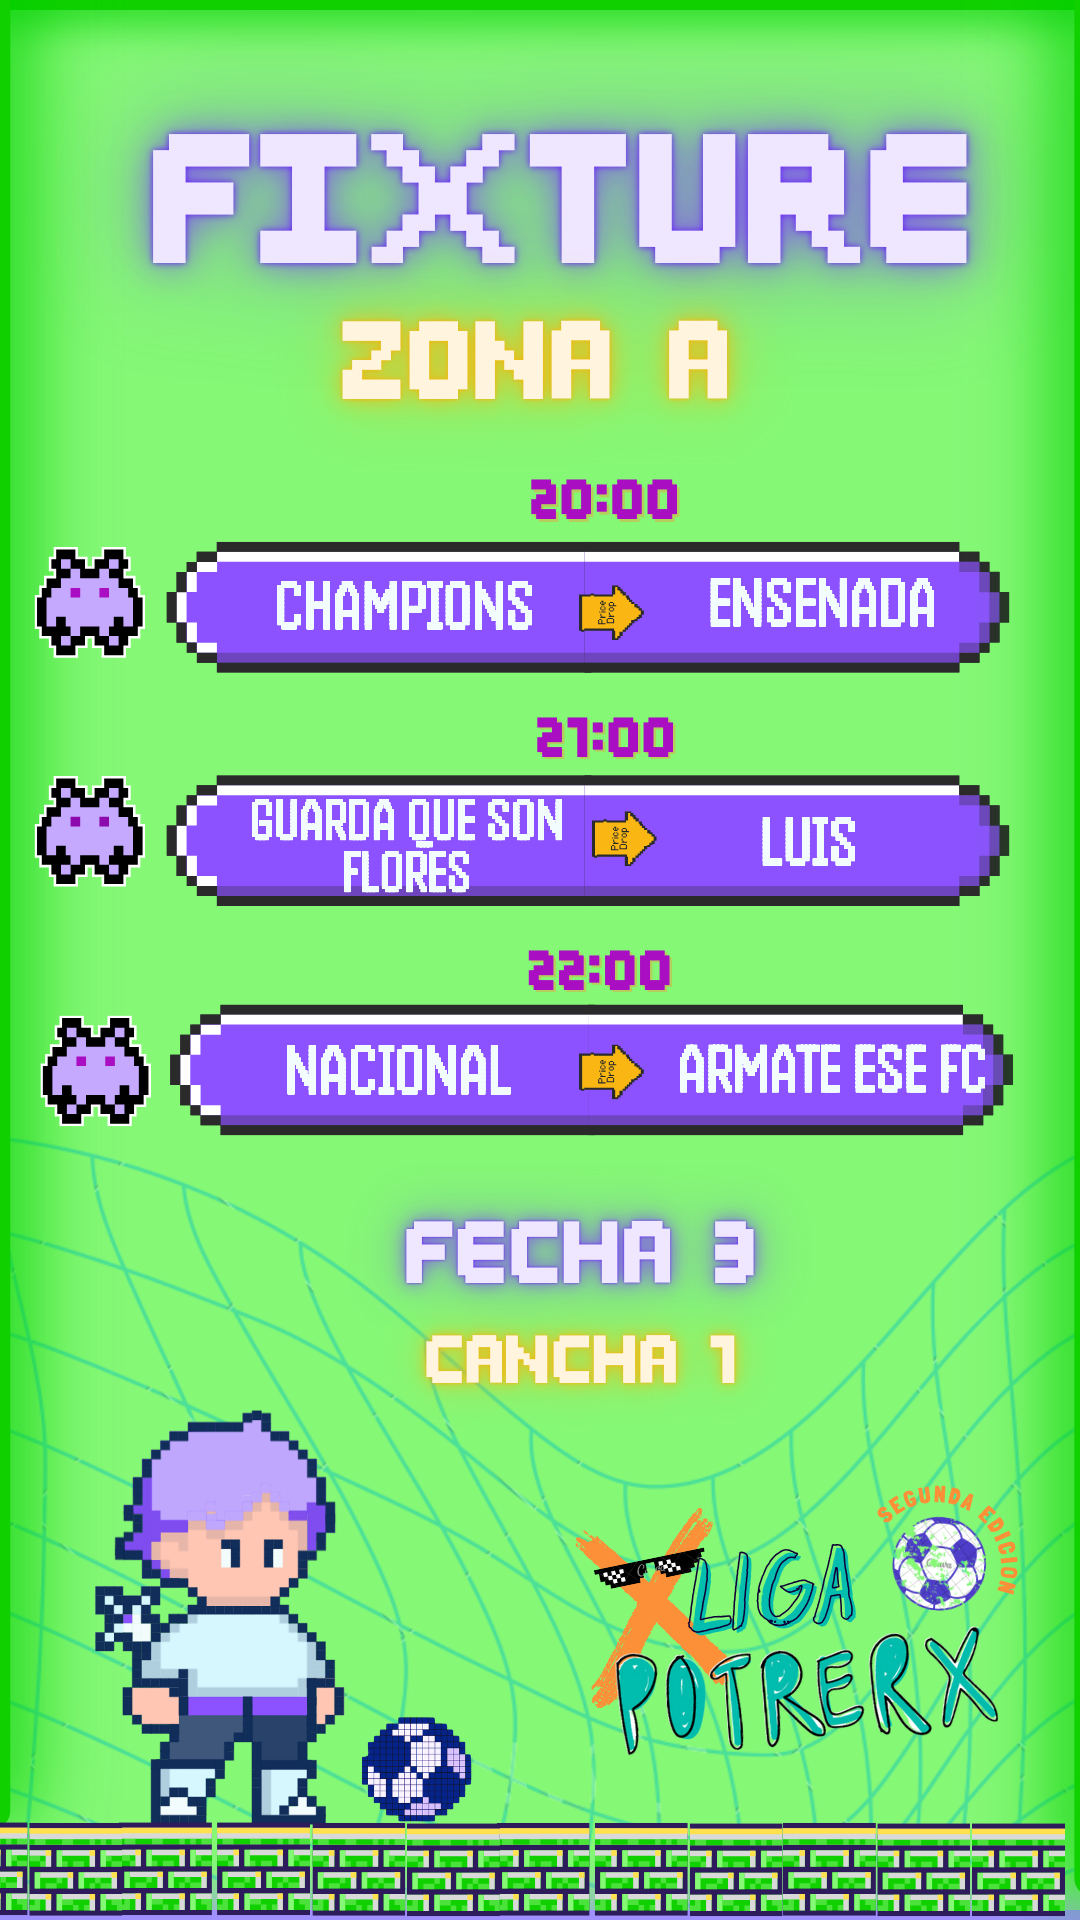 FIXTURE
ZONA A
20:00
CHAMPIONS
Price Drop
ENSENADA
21:00
GUARDA QUE SON
FLORES
Price Drop
LUIS
22:00
NACIONAL
Price Drop
ARMATE ESE FC
FECHA 3
CANCHA 1
SEGUNDA EDICION
X LIGA
POTRERX